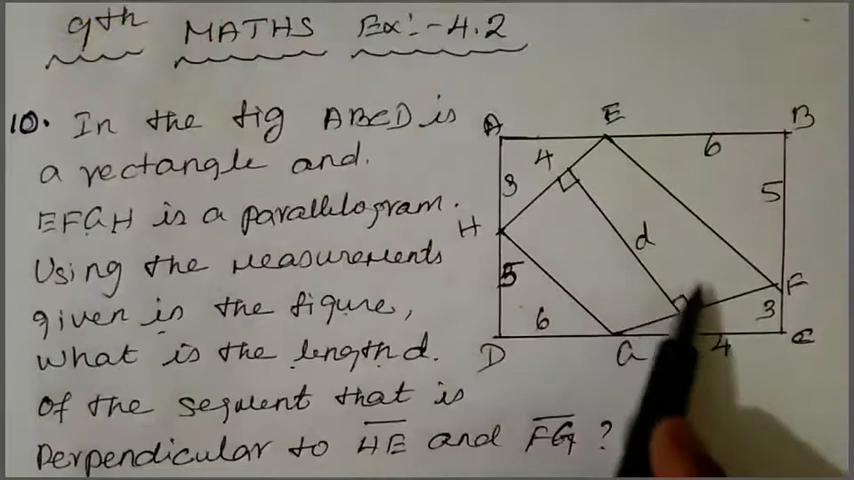 9th MATHS Ex:-4.2
10. In the fig ABCD is
a rectangle and.
EFGH is a parallelogram.
Using the measurements
given in the figure,
what is the length d.
of the segment that is
perpendicular to HE and FG?
A E B
4 6
3 5
d
H
5 F
6 3
D G 4 C